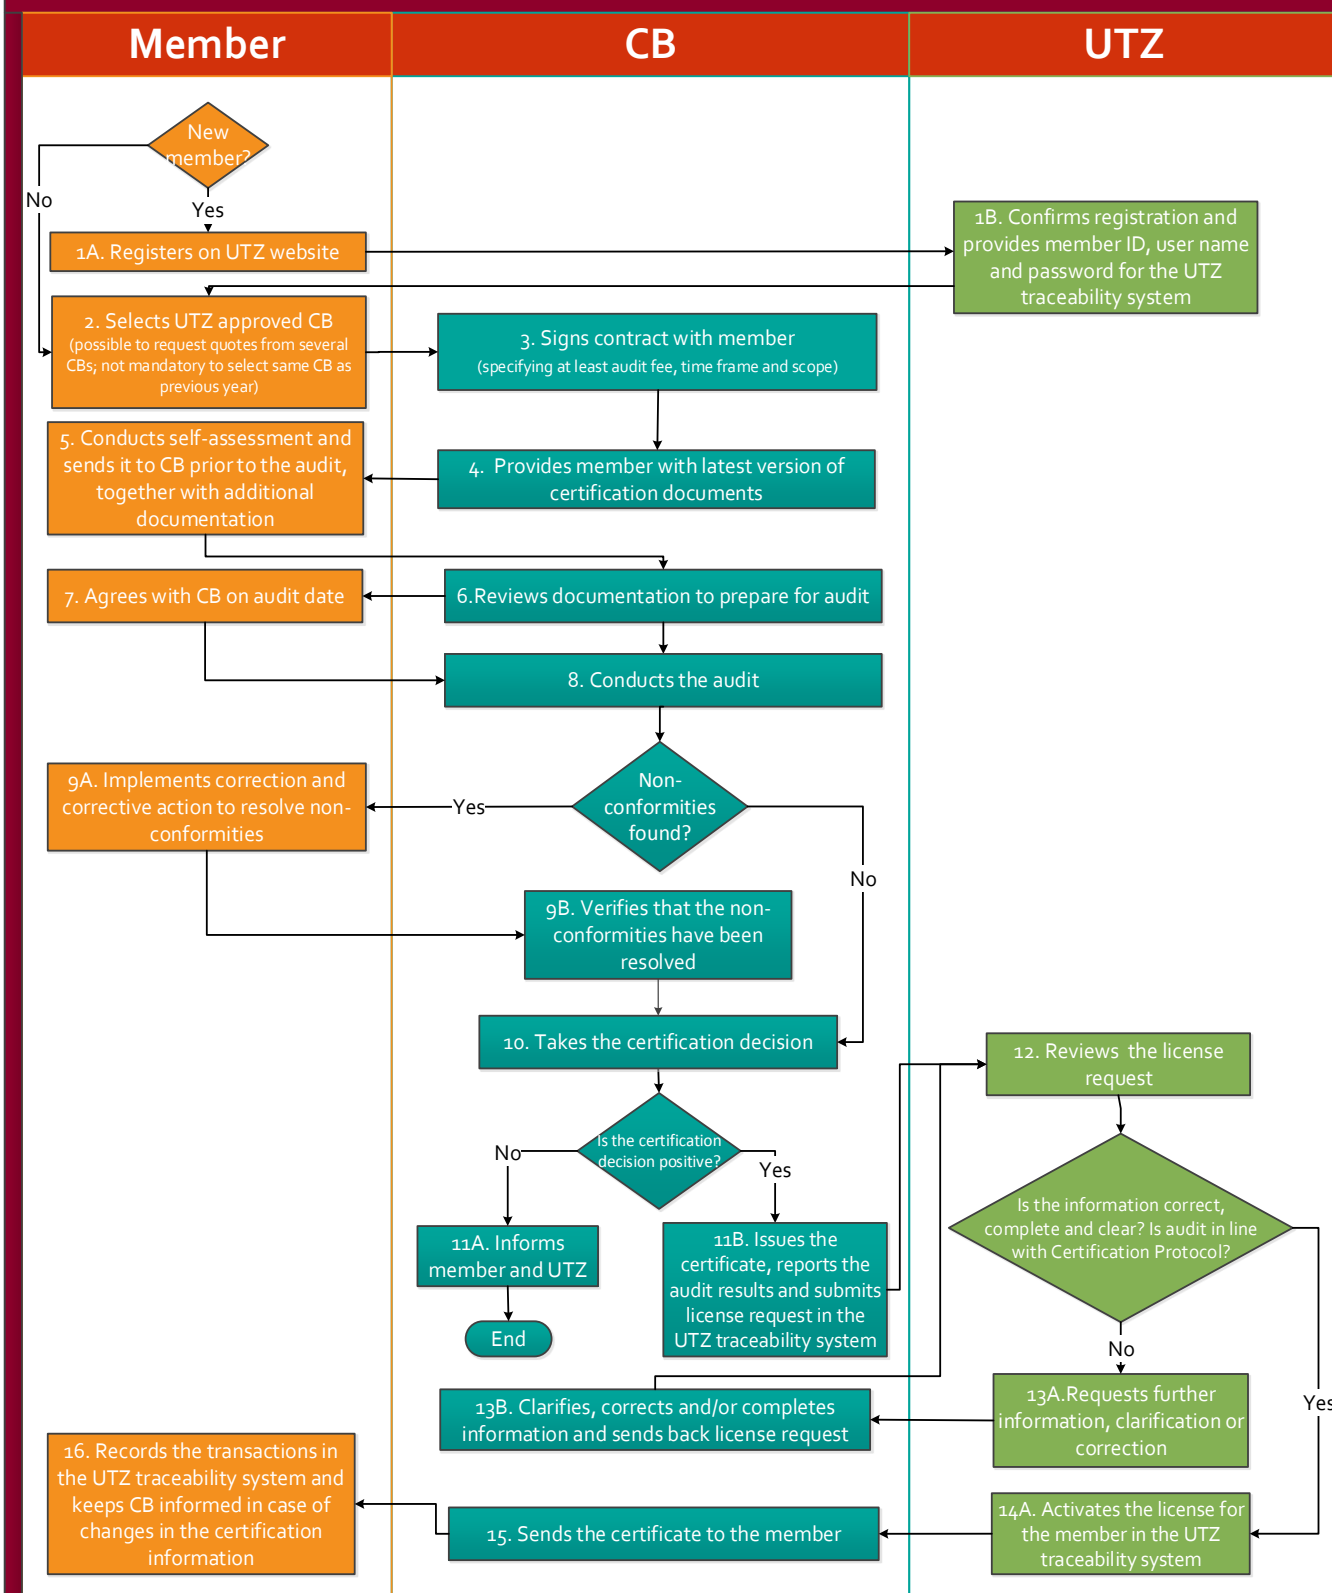 Member
CB
UTZ
New
member?
No
Yes
1A. Registers on UTZ website
1B. Confirms registration and
provides member ID, user name
and password for the UTZ
traceability system
2. Selects UTZ approved CB
(possible to request quotes from several
CBs; not mandatory to select same CB as
previous year)
3. Signs contract with member
(specifying at least audit fee, time frame and scope)
4. Provides member with latest version of
certification documents
5. Conducts self-assessment and
sends it to CB prior to the audit,
together with additional
documentation
6.Reviews documentation to prepare for audit
7. Agrees with CB on audit date
8. Conducts the audit
Non-
conformities
found?
Yes
No
9A. Implements correction and
corrective action to resolve non-
conformities
9B. Verifies that the non-
conformities have been
resolved
10. Takes the certification decision
Is the certification
decision positive?
No
Yes
11A. Informs
member and UTZ
End
11B. Issues the
certificate, reports the
audit results and submits
license request in the
UTZ traceability system
12. Reviews the license
request
Is the information correct,
complete and clear? Is audit in line
with Certification Protocol?
No
Yes
13A.Requests further
information, clarification or
correction
13B. Clarifies, corrects and/or completes
information and sends back license request
14A. Activates the license for
the member in the UTZ
traceability system
15. Sends the certificate to the member
16. Records the transactions in
the UTZ traceability system and
keeps CB informed in case of
changes in the certification
information